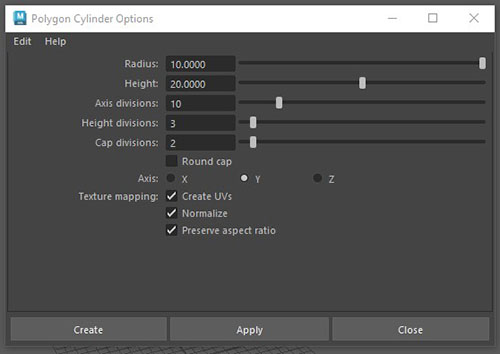 Polygon Cylinder Options
Edit Help
Radius: 10.0000
Height: 20.0000
Axis divisions: 10
Height divisions: 3
Cap divisions: 2
Round cap
Axis: X Y Z
Texture mapping: Create UVs
Normalize
Preserve aspect ratio
Create Apply Close